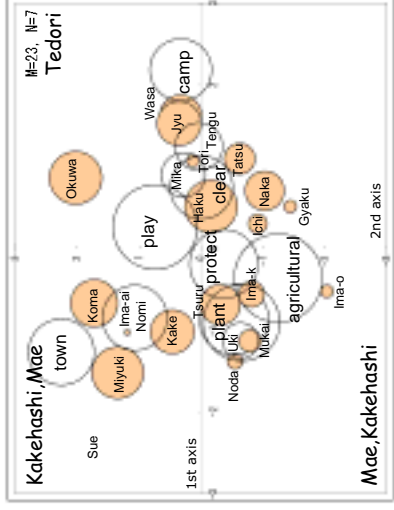 Kakehashi,Mae
M=23, N=7
Tedori
town
Okuwa
Koma
Miyuki
Ima-ai
Nomi
play
Wasa
camp
Sue
Kake
Mika
Jyu
1st axis
Tsuru
Haku
Tori
Tengu
plant
protect
clear
Tatsu
Uki
Noda
Mukai
Ima-k
Ichi
Naka
agricultural
Gyaku
Ima-o
2nd axis
Mae,Kakehashi